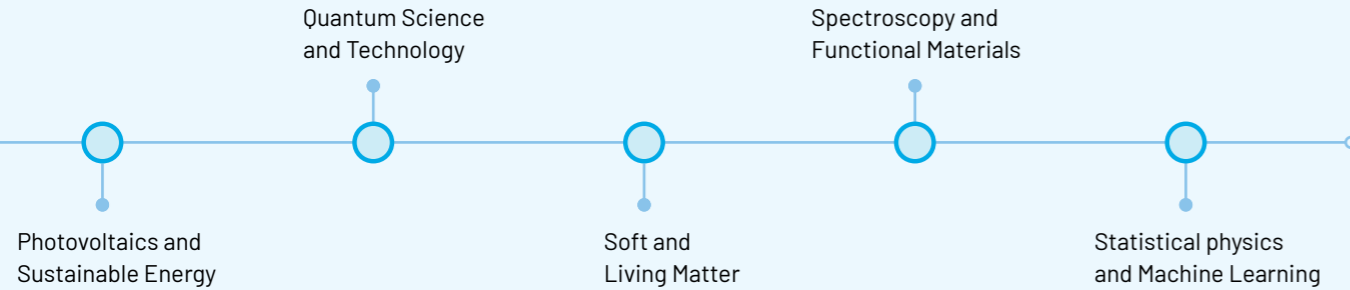 Quantum Science
and Technology
Spectroscopy and
Functional Materials
Photovoltaics and
Sustainable Energy
Soft and
Living Matter
Statistical physics
and Machine Learning